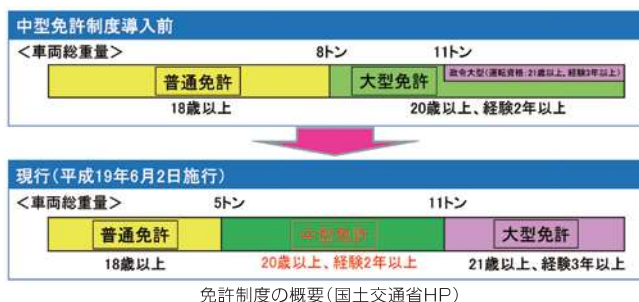 中型免許制度導入前
＜車両総重量＞ 8トン 11トン
普通免許 大型免許 政令大型(運転資格:21歳以上、経験3年以上)
18歳以上 20歳以上、経験2年以上
現行(平成19年6月2日施行)
＜車両総重量＞ 5トン 11トン
普通免許 中型免許 大型免許
18歳以上 20歳以上、経験2年以上 21歳以上、経験3年以上
免許制度の概要(国土交通省HP)